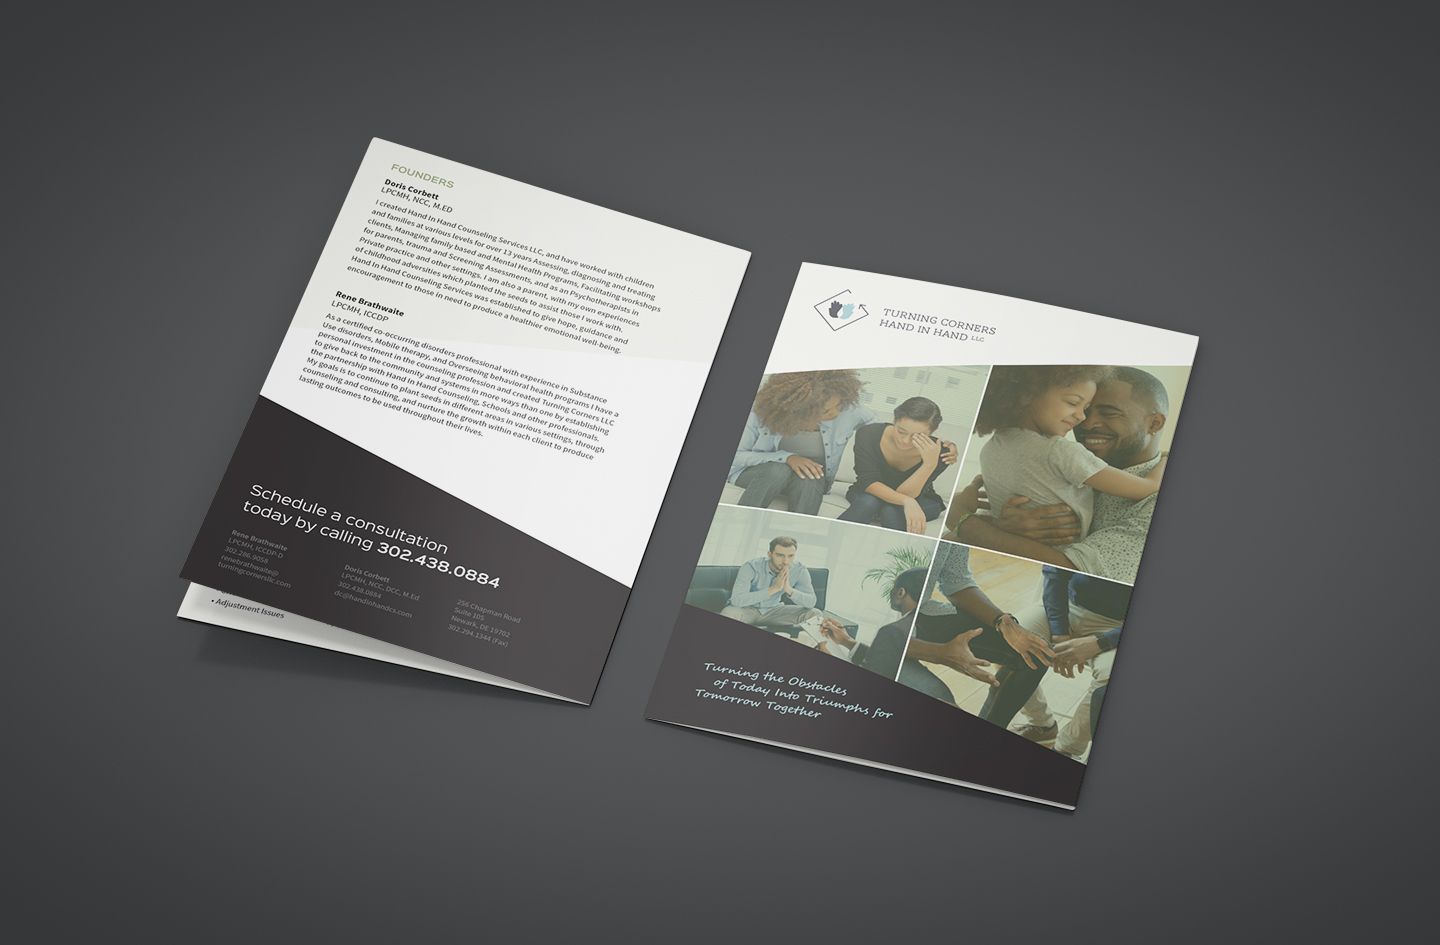 FOUNDERS
Doris Corbett
LPCMH, NCC, M.ED
I created Hand In Hand Counseling Services LLC, and have worked with children
and families at various levels for over 13 years Assessing, diagnosing and treating
clients, Managing family based and Mental Health Programs, Facilitating workshops
for parents, trauma and Screening Assessments, and as an Psychotherapists in
Private practice and other settings. I am also a parent, with my own experiences
of childhood adversities which planted the seeds to assist those I work with.
Hand In Hand Counseling Services was established to give hope, guidance and
encouragement to those in need to produce a healthier emotional well-being.
Rene Brathwaite
LPCMH, ICCDP
As a certified co-occurring disorders professional with experience in Substance
Use disorders, Mobile therapy, and Overseeing behavioral health programs I have a
personal investment in the counseling profession and created Turning Corners LLC
to give back to the community and systems in more ways than one by establishing
the partnership with Hand In Hand Counseling, Schools and other professionals.
My goals is to continue to plant seeds in different areas in various settings, through
counseling and consulting, and nurture the growth within each client to produce
lasting outcomes to be used throughout their lives.
Schedule a consultation
today by calling 302.438.0884
Rene Brathwaite
LPCMH, ICCDP-D
302.286.9058
renebrathwaite@
turningcornersllc.com
Doris Corbett
LPCMH, NCC, DCC, M.Ed
302.438.0884
dc@handinhandcs.com
256 Chapman Road
Suite 105
Newark, DE 19702
302.294.1344 (Fax)
• Adjustment Issues
TURNING CORNERS
HAND IN HAND LLC
Turning the Obstacles
of Today Into Triumphs for
Tomorrow Together